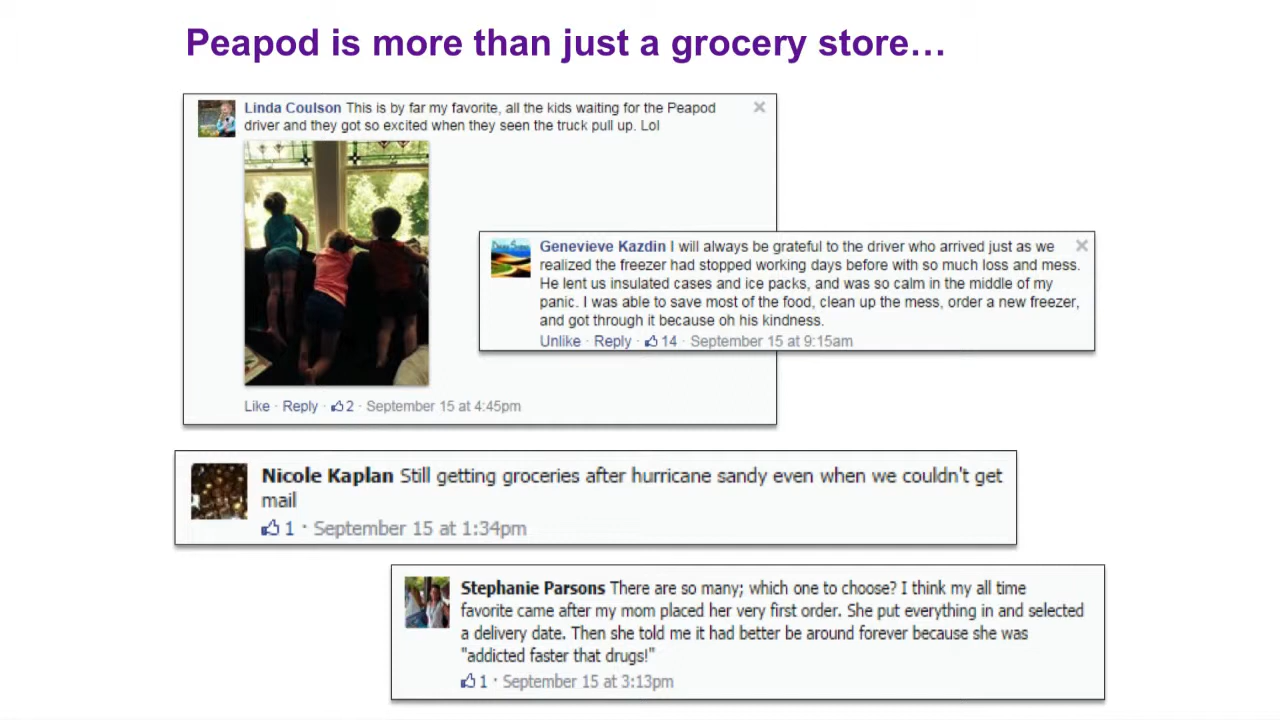 Peapod is more than just a grocery store…
Linda Coulson This is by far my favorite, all the kids waiting for the Peapod
driver and they got so excited when they seen the truck pull up. Lol
Like · Reply · 2 · September 15 at 4:45pm
Genevieve Kazdin I will always be grateful to the driver who arrived just as we
realized the freezer had stopped working days before with so much loss and mess.
He lent us insulated cases and ice packs, and was so calm in the middle of my
panic. I was able to save most of the food, clean up the mess, order a new freezer,
and got through it because oh his kindness.
Unlike · Reply · 14 · September 15 at 9:15am
Nicole Kaplan Still getting groceries after hurricane sandy even when we couldn't get
mail
1 · September 15 at 1:34pm
Stephanie Parsons There are so many; which one to choose? I think my all time
favorite came after my mom placed her very first order. She put everything in and selected
a delivery date. Then she told me it had better be around forever because she was
"addicted faster that drugs!"
1 · September 15 at 3:13pm